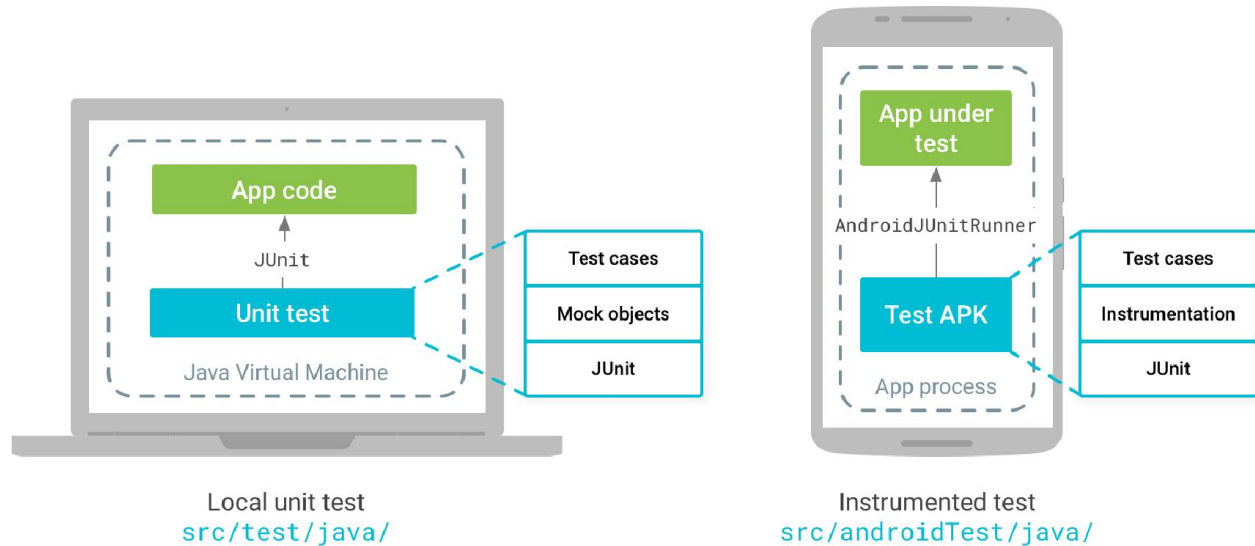 App code
JUnit
Unit test
Java Virtual Machine
Test cases
Mock objects
JUnit
Local unit test
src/test/java/
App under
test
AndroidJUnitRunner
Test APK
App process
Test cases
Instrumentation
JUnit
Instrumented test
src/androidTest/java/